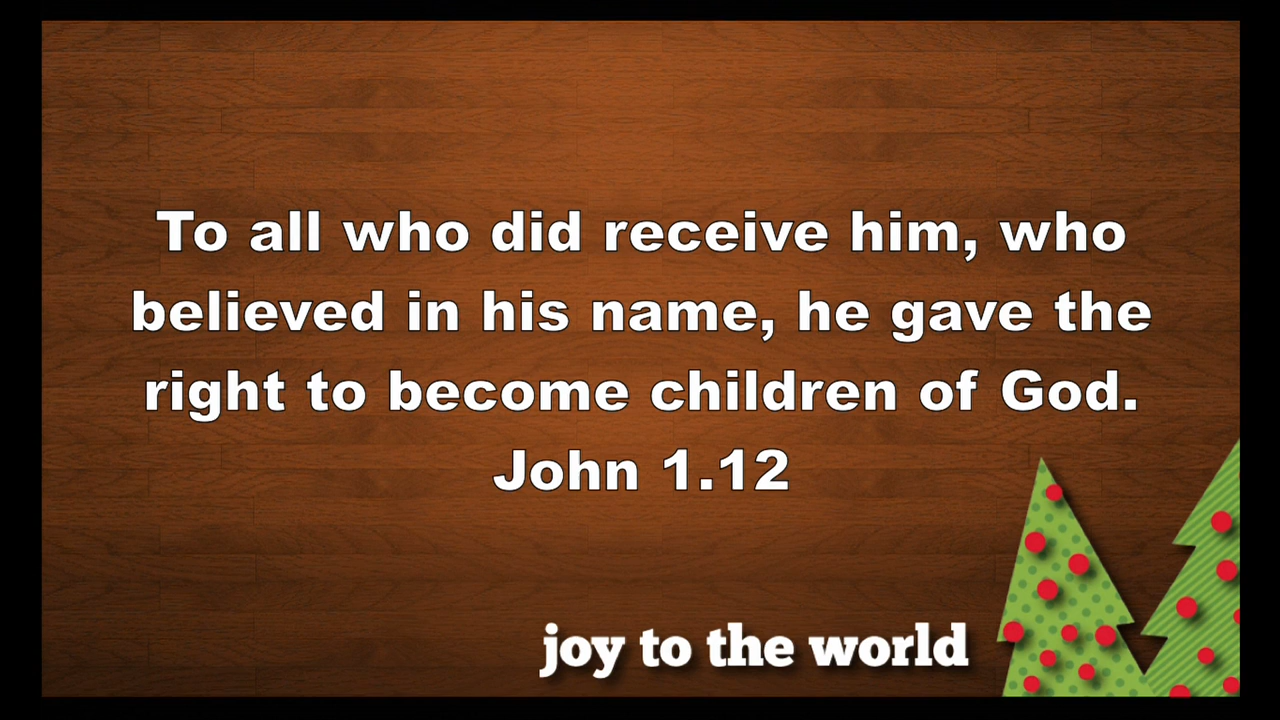 To all who did receive him, who
believed in his name, he gave the
right to become children of God.
John 1.12
joy to the world